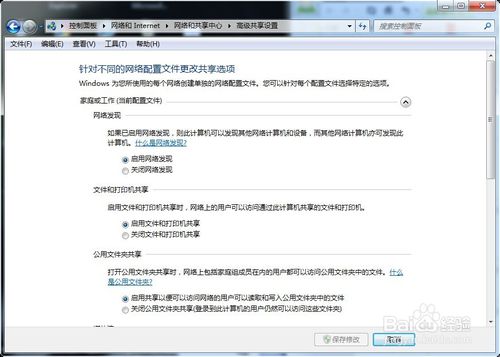 控制面板 ▸ 网络和 Internet ▸ 网络和共享中心 ▸ 高级共享设置
搜索控制面板
文件(F) 编辑(E) 查看(V) 工具(T) 帮助(H)
针对不同的网络配置文件更改共享选项
Windows 为您所使用的每个网络创建单独的网络配置文件。您可以针对每个配置文件选择特定的选项。
家庭或工作 (当前配置文件)
网络发现
如果已启用网络发现，则此计算机可以发现其他网络计算机和设备，而其他网络计算机亦可发现此
计算机。什么是网络发现?
启用网络发现
关闭网络发现
文件和打印机共享
启用文件和打印机共享时，网络上的用户可以访问通过此计算机共享的文件和打印机。
启用文件和打印机共享
关闭文件和打印机共享
公用文件夹共享
打开公用文件夹共享时，网络上包括家庭组成员在内的用户都可以访问公用文件夹中的文件。什么
是公用文件夹?
启用共享以便可以访问网络的用户可以读取和写入公用文件夹中的文件
关闭公用文件夹共享(登录到此计算机的用户仍然可以访问这些文件夹)
保存修改 取消
Baidu 经验